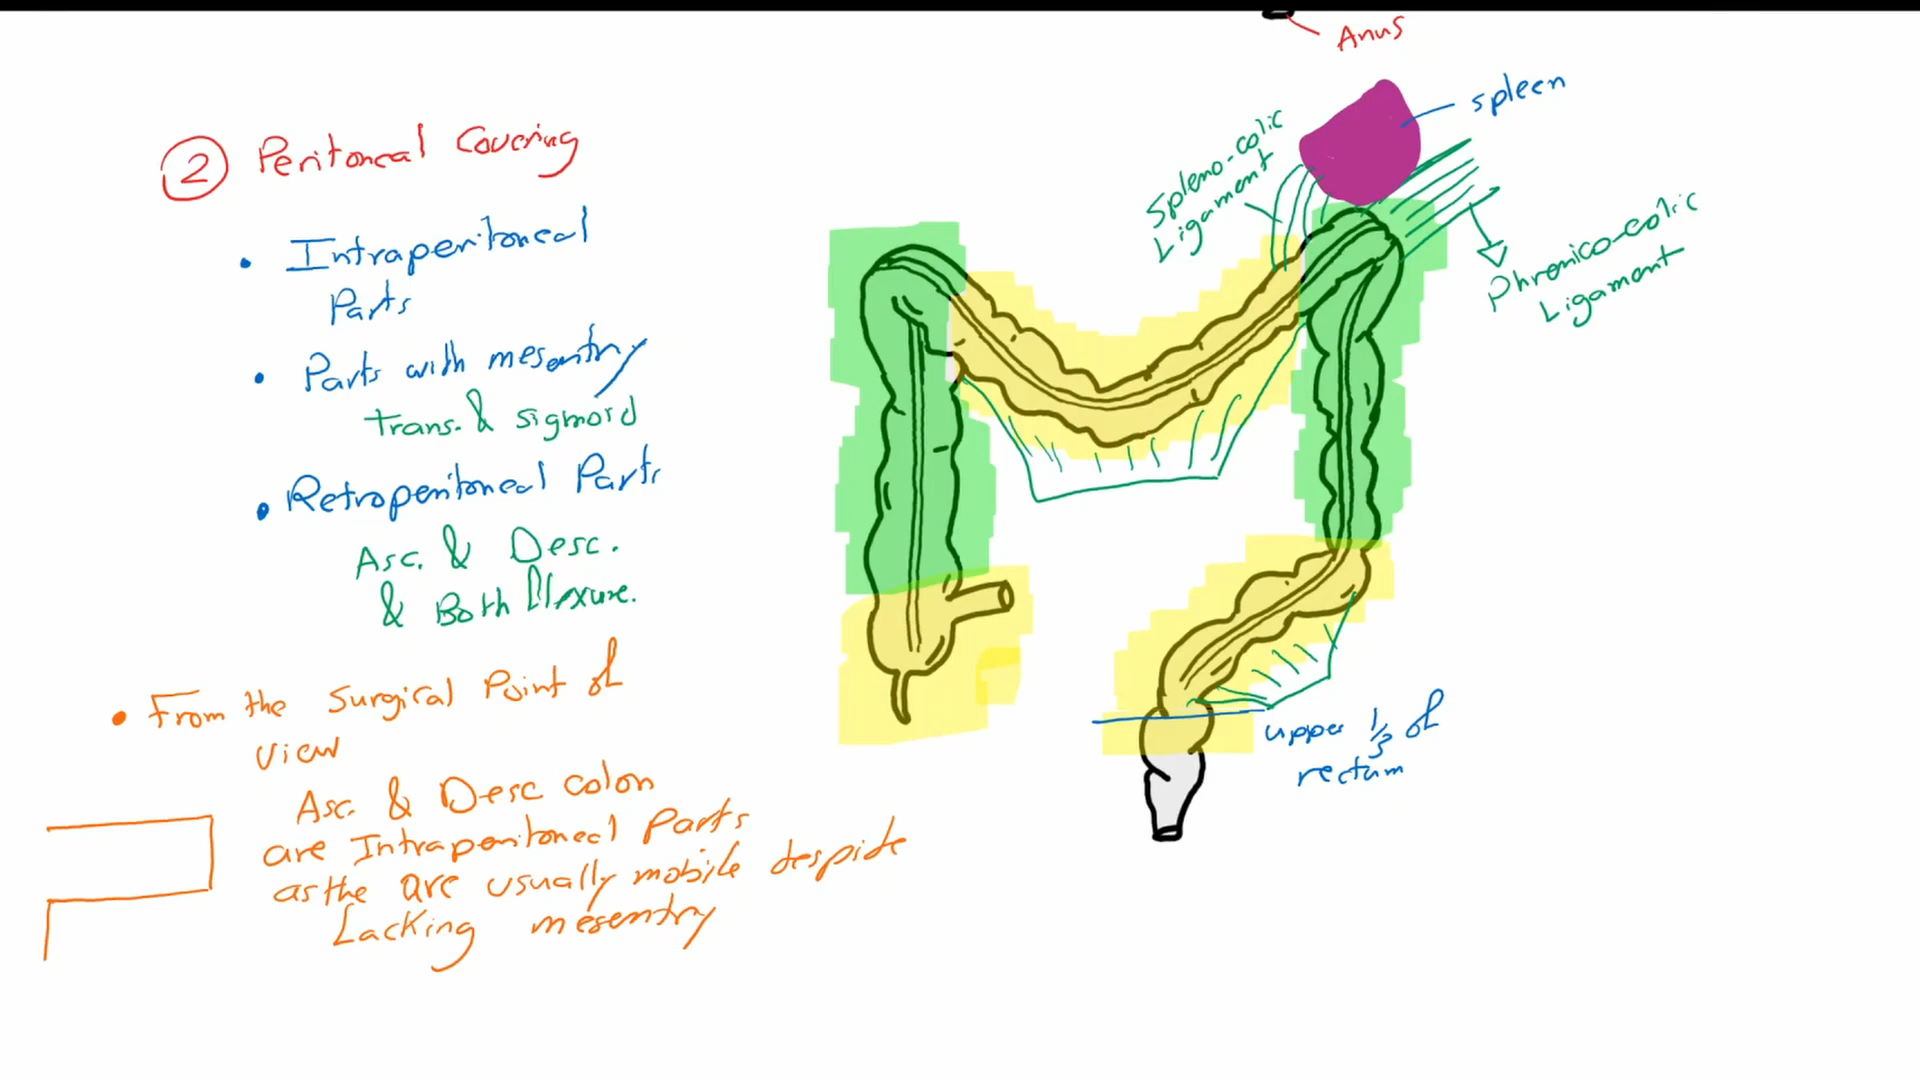 Anus
② Peritoneal Covering
• Intraperitoneal
Parts
• Parts with mesentry
trans. & sigmoid
• Retroperitoneal Parts
Asc. & Desc.
& Both flexure.
• From the surgical Point of
view
Asc. & Desc colon
are Intraperitoneal Parts
as the are usually mobile despite
Lacking mesentry
spleen
Spleno-colic
Ligament
Phrenico-colic
Ligament
upper 1/3 of
rectum